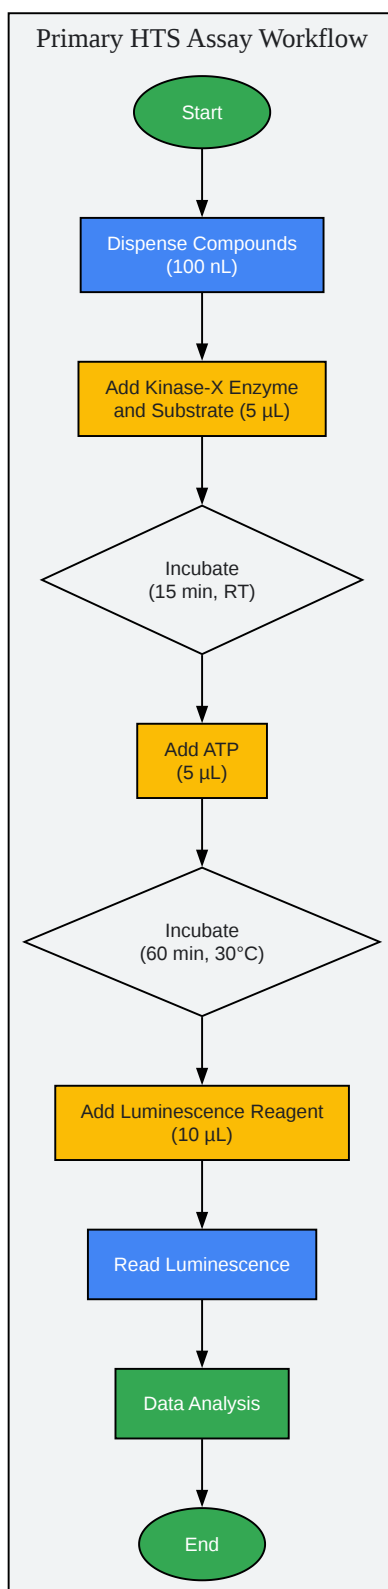 Primary HTS Assay Workflow
Start
Dispense Compounds
(100 nL)
Add Kinase-X Enzyme
and Substrate (5 µL)
Incubate
(15 min, RT)
Add ATP
(5 µL)
Incubate
(60 min, 30°C)
Add Luminescence Reagent
(10 µL)
Read Luminescence
Data Analysis
End